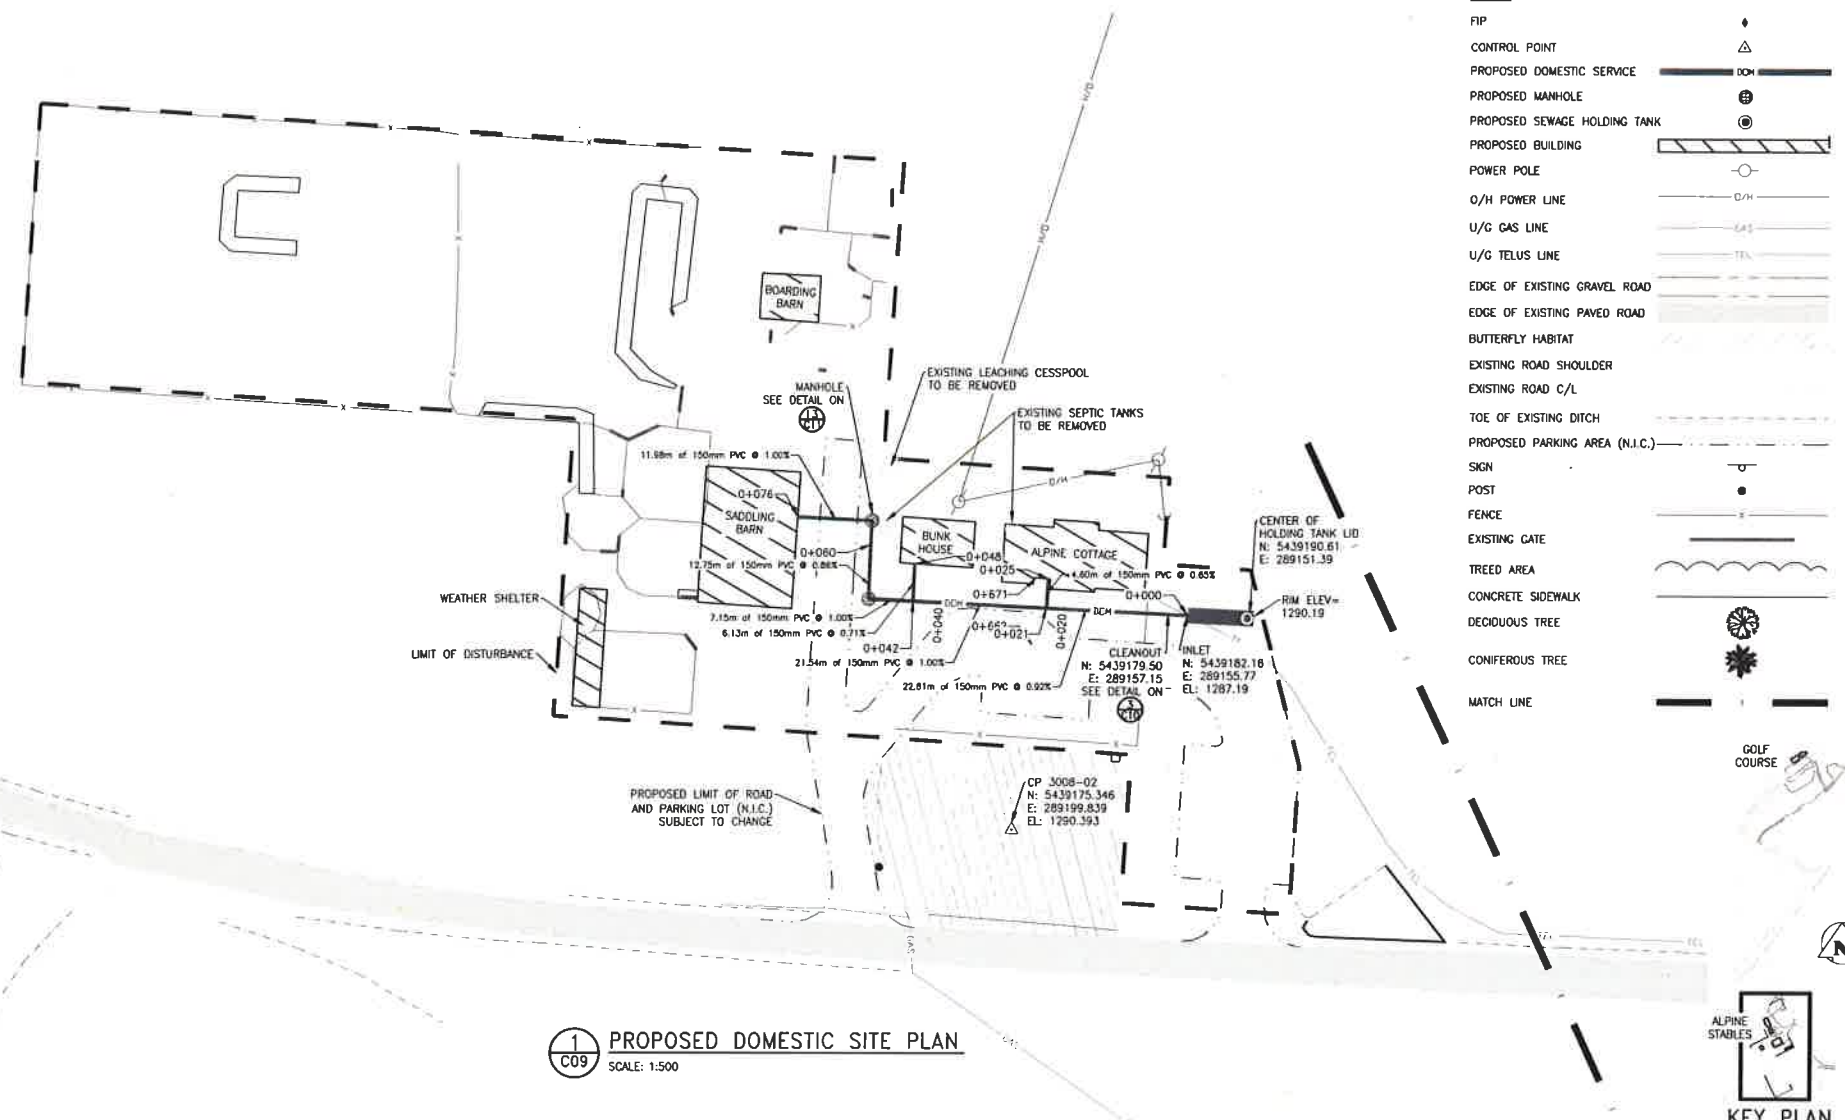 FIP
CONTROL POINT
PROPOSED DOMESTIC SERVICE
DOM
PROPOSED MANHOLE
PROPOSED SEWAGE HOLDING TANK
PROPOSED BUILDING
POWER POLE
O/H POWER LINE
O/H
U/G GAS LINE
GAS
U/G TELUS LINE
TEL
EDGE OF EXISTING GRAVEL ROAD
EDGE OF EXISTING PAVED ROAD
BUTTERFLY HABITAT
EXISTING ROAD SHOULDER
EXISTING ROAD C/L
TOE OF EXISTING DITCH
PROPOSED PARKING AREA (N.I.C.)
SIGN
POST
FENCE
x
EXISTING GATE
TREED AREA
CONCRETE SIDEWALK
DECIDUOUS TREE
CONIFEROUS TREE
MATCH LINE
O/H
O/H
BOARDING
BARN
MANHOLE
SEE DETAIL ON
EXISTING LEACHING CESSPOOL
TO BE REMOVED
EXISTING SEPTIC TANKS
TO BE REMOVED
11.98m of 150mm PVC @ 1.00%
0+076
SADDLING
BARN
O/H
BUNK
HOUSE
ALPINE COTTAGE
0+048
0+025
CENTER OF
HOLDING TANK LID
N: 5439190.61
E: 289151.39
0+060
12.75m of 150mm PVC @ 0.86%
4.60m of 150mm PVC @ 0.65%
0+671
0+000
WEATHER SHELTER
DOM
DOM
RIM ELEV=
1290.19
7.15m of 150mm PVC @ 1.00%
6.13m of 150mm PVC @ 0.71%
0+042
0+040
0+021
0+020
LIMIT OF DISTURBANCE
21.54m of 150mm PVC @ 1.00%
22.81m of 150mm PVC @ 0.92%
CLEANOUT
N: 5439179.50
E: 289157.15
SEE DETAIL ON
3
C10
INLET
N: 5439182.16
E: 289155.77
EL: 1287.19
PROPOSED LIMIT OF ROAD
AND PARKING LOT (N.I.C.)
SUBJECT TO CHANGE
CP 3008-02
N: 5439175.346
E: 289199.839
EL: 1290.393
GOLF
COURSE
GAS
TEL
TEL
N
1
C09
PROPOSED DOMESTIC SITE PLAN
SCALE: 1:500
ALPINE
STABLES
KEY PLAN